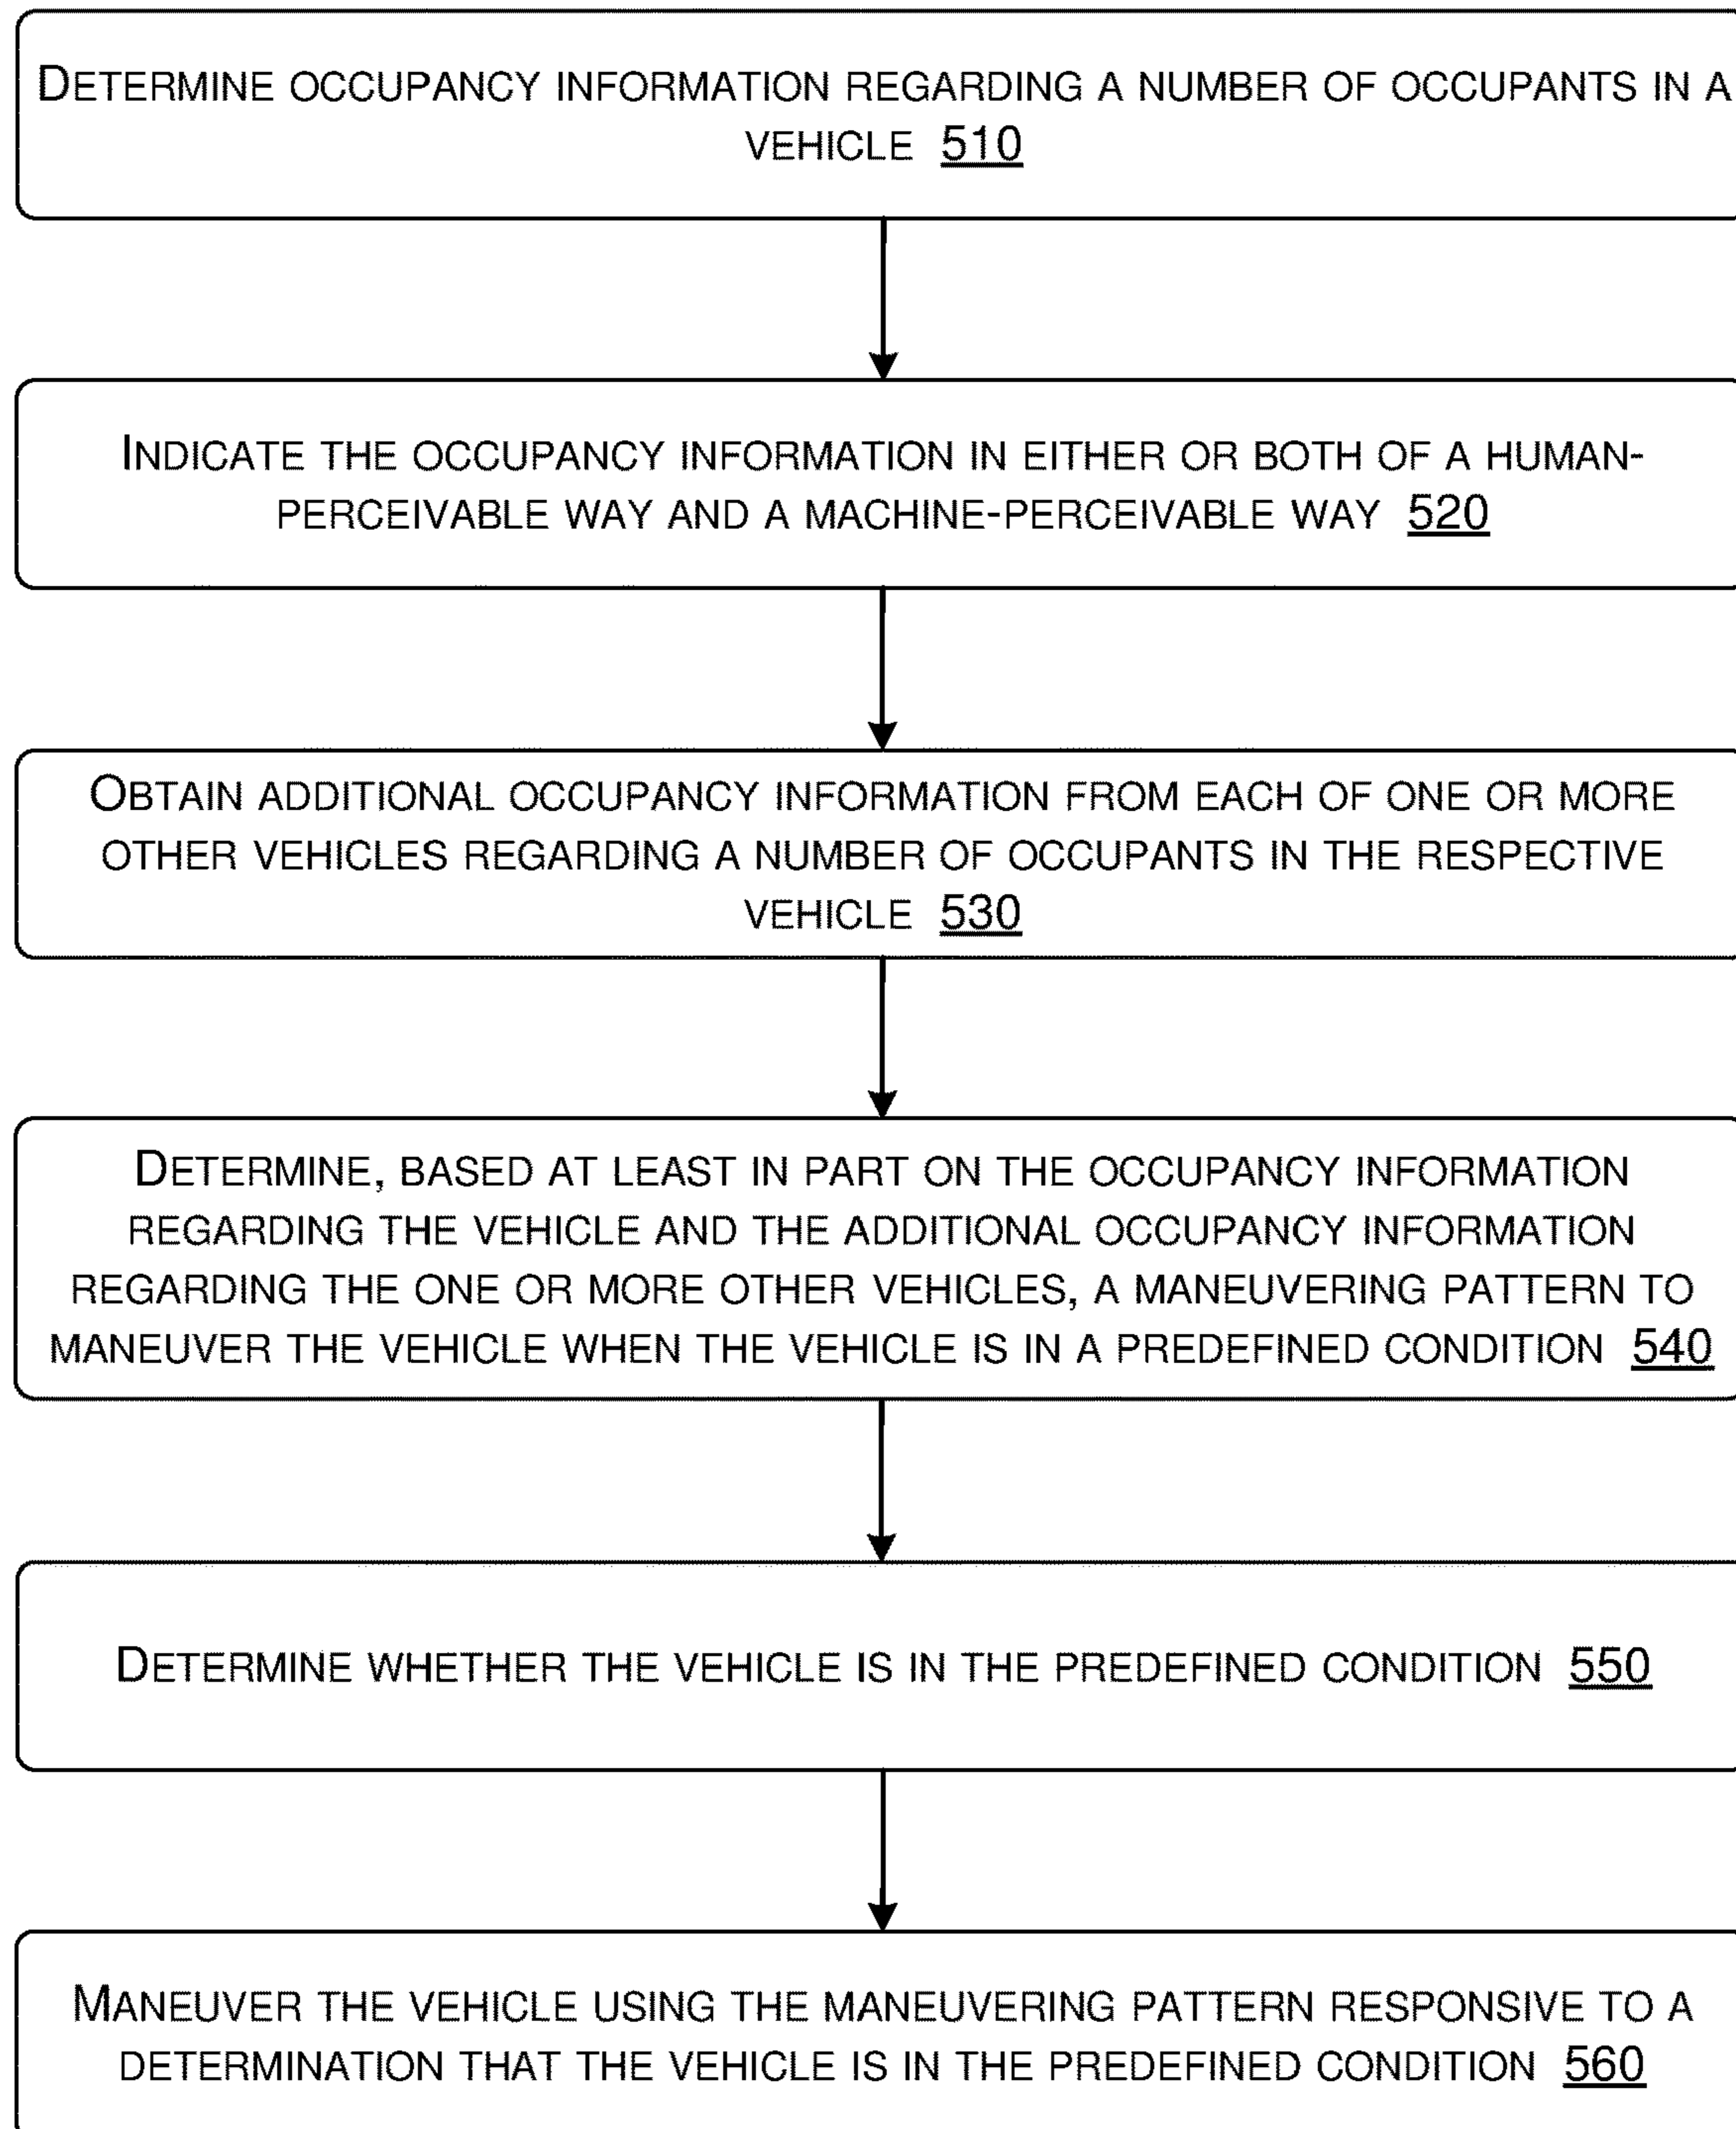 DETERMINE OCCUPANCY INFORMATION REGARDING A NUMBER OF OCCUPANTS IN A
VEHICLE 510
INDICATE THE OCCUPANCY INFORMATION IN EITHER OR BOTH OF A HUMAN-
PERCEIVABLE WAY AND A MACHINE-PERCEIVABLE WAY 520
OBTAIN ADDITIONAL OCCUPANCY INFORMATION FROM EACH OF ONE OR MORE
OTHER VEHICLES REGARDING A NUMBER OF OCCUPANTS IN THE RESPECTIVE
VEHICLE 530
DETERMINE, BASED AT LEAST IN PART ON THE OCCUPANCY INFORMATION
REGARDING THE VEHICLE AND THE ADDITIONAL OCCUPANCY INFORMATION
REGARDING THE ONE OR MORE OTHER VEHICLES, A MANEUVERING PATTERN TO
MANEUVER THE VEHICLE WHEN THE VEHICLE IS IN A PREDEFINED CONDITION 540
DETERMINE WHETHER THE VEHICLE IS IN THE PREDEFINED CONDITION 550
MANEUVER THE VEHICLE USING THE MANEUVERING PATTERN RESPONSIVE TO A
DETERMINATION THAT THE VEHICLE IS IN THE PREDEFINED CONDITION 560